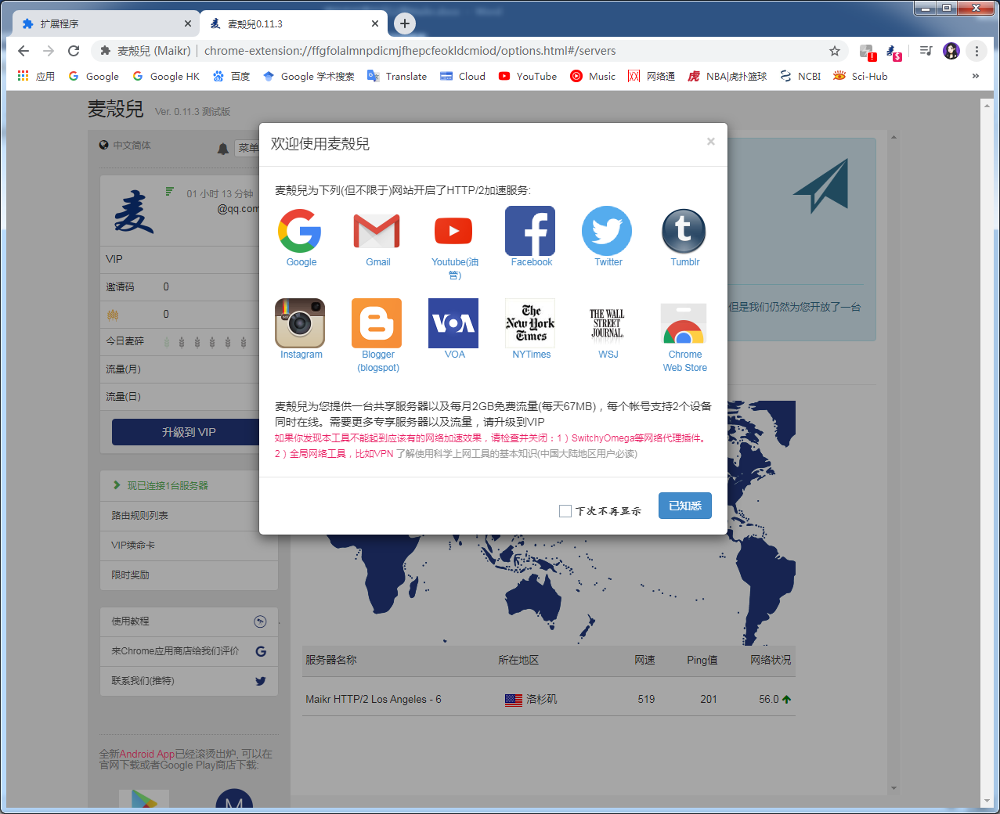 扩展程序
麦殼兒0.11.3
麦殼兒 (Maikr) | chrome-extension://ffgfolalmnpdicmjfhepcfeokldcmiod/options.html#/servers
应用 Google Google HK 百度 Google 学术搜索 Translate Cloud YouTube Music 网络通 NBA|虎扑篮球 NCBI Sci-Hub »
麦殼兒 Ver. 0.11.3 测试版
中文简体 菜单
01 小时 13 分钟
@qq.com
VIP
邀请码 0
0
今日麦碎
流量(月)
流量(日)
升級到 VIP
现已连接1台服务器
路由规则列表
VIP续命卡
限时奖励
使用教程
来Chrome应用商店给我们评价
联系我们(推特)
全新Android App已经滚烫出炉, 可以在
官网下载或者Google Play商店下载:
欢迎使用麦殼兒 ×
麦殼兒为下列(但不限于)网站开启了HTTP/2加速服务:
Google Gmail Youtube(油管) Facebook Twitter Tumblr
Instagram Blogger (blogspot) VOA NYTimes WSJ Chrome Web Store
VOA
The New York Times
THE WALL STREET JOURNAL.
麦殼兒为您提供一台共享服务器以及每月2GB免费流量(每天67MB)，每个帐号支持2个设备
同时在线。需要更多专享服务器以及流量，请升级到VIP
如果你发现本工具不能起到应该有的网络加速效果，请检查并关闭：1）SwitchyOmega等网络代理插件。
2）全局网络工具，比如VPN 了解使用科学上网工具的基本知识(中国大陆地区用户必读)
下次不再显示 已知悉
但是我们仍然为您开放了一台
服务器名称 所在地区 网速 Ping值 网络状况
Maikr HTTP/2 Los Angeles - 6 洛杉矶 519 201 56.0